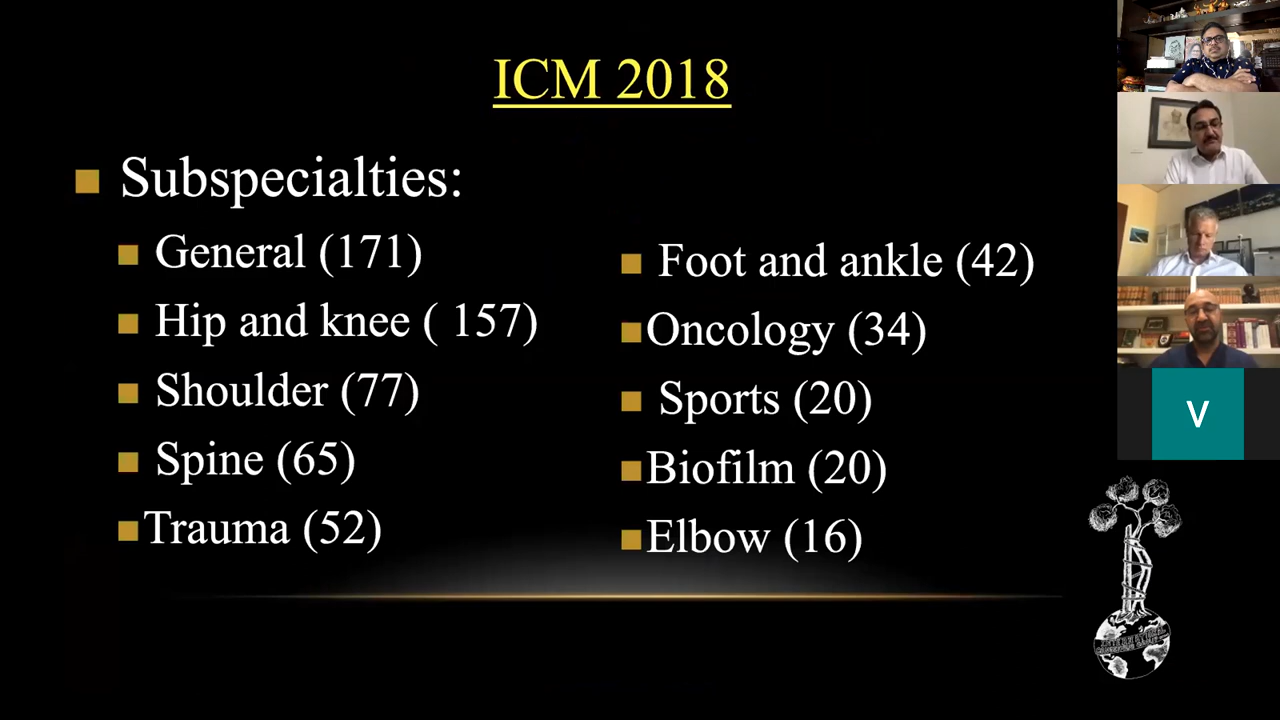 ICM 2018
Subspecialties:
General (171)
Hip and knee ( 157)
Shoulder (77)
Spine (65)
Trauma (52)
Foot and ankle (42)
Oncology (34)
Sports (20)
Biofilm (20)
Elbow (16)
V